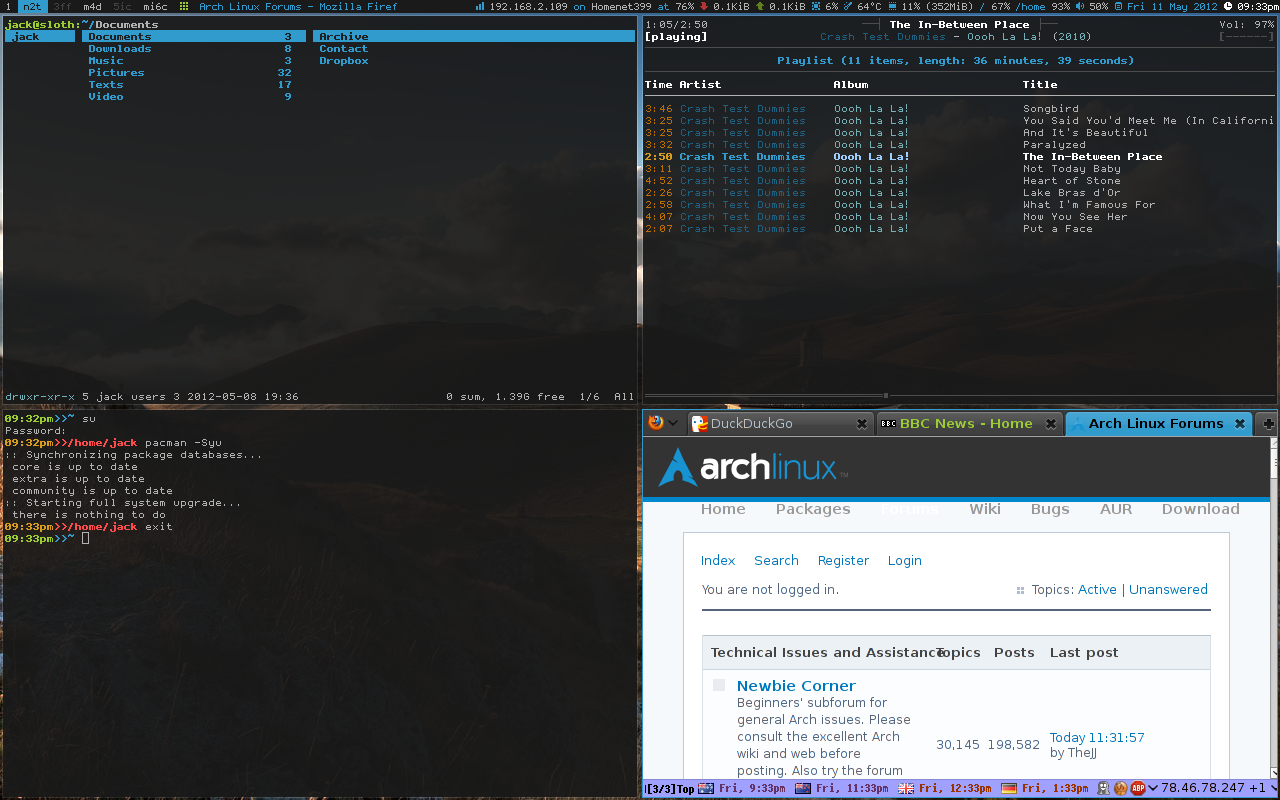 1 n2t 3ff m4d 5ic mi6c Arch Linux Forums - Mozilla Firef 192.168.2.109 on Homenet399 at 76% 0.1KiB 0.1KiB 6% 64°C 11% (352MiB) / 67% /home 93% 50% Fri 11 May 2012 09:33pm
jack@sloth:~/Documents
jack Documents 3 Archive
Downloads 8 Contact
Music 3 Dropbox
Pictures 32
Texts 17
Video 9
drwxr-xr-x 5 jack users 3 2012-05-08 19:36 0 sum, 1.39G free 1/6 All
1:05/2:50 The In-Between Place Vol: 97%
[playing] Crash Test Dummies - Oooh La La! (2010) [------]
Playlist (11 items, length: 36 minutes, 39 seconds)
Time Artist Album Title
3:46 Crash Test Dummies Oooh La La! Songbird
3:25 Crash Test Dummies Oooh La La! You Said You'd Meet Me (In Californi
3:25 Crash Test Dummies Oooh La La! And It's Beautiful
3:32 Crash Test Dummies Oooh La La! Paralyzed
2:50 Crash Test Dummies Oooh La La! The In-Between Place
3:11 Crash Test Dummies Oooh La La! Not Today Baby
4:52 Crash Test Dummies Oooh La La! Heart of Stone
2:26 Crash Test Dummies Oooh La La! Lake Bras d'Or
2:58 Crash Test Dummies Oooh La La! What I'm Famous For
4:07 Crash Test Dummies Oooh La La! Now You See Her
2:07 Crash Test Dummies Oooh La La! Put a Face
09:32pm>>~ su
Password:
09:32pm>>/home/jack pacman -Syu
:: Synchronizing package databases...
core is up to date
extra is up to date
community is up to date
:: Starting full system upgrade...
there is nothing to do
09:33pm>>/home/jack exit
09:33pm>>~
DuckDuckGo BBC BBC News - Home Arch Linux Forums
archlinux™
Home Packages Forums Wiki Bugs AUR Download
Index Search Register Login
You are not logged in. Topics: Active | Unanswered
Technical Issues and Assistance Topics Posts Last post
Newbie Corner
Beginners' subforum for
general Arch issues. Please
consult the excellent Arch
wiki and web before
posting. Also try the forum
30,145 198,582 Today 11:31:57
by TheJJ
[3/3]Top Fri, 9:33pm Fri, 11:33pm Fri, 12:33pm Fri, 1:33pm ABP 78.46.78.247 +1